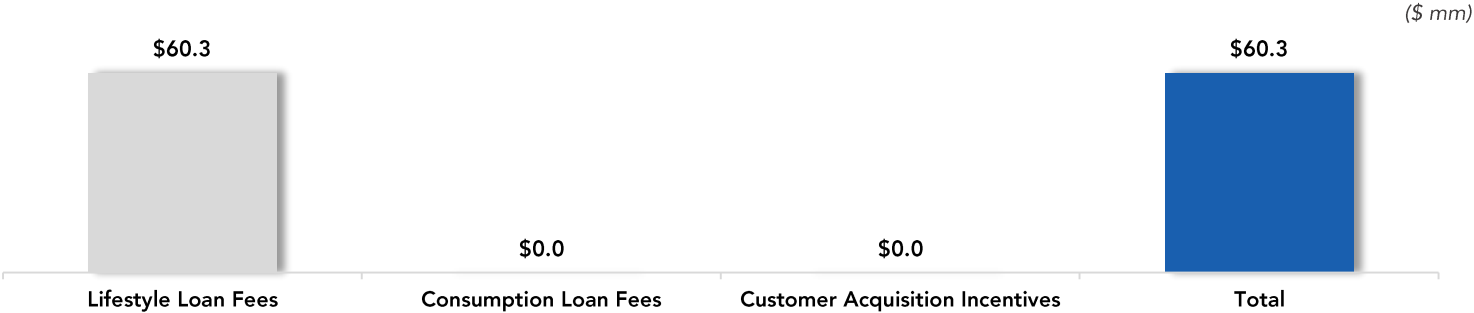 ($ mm)
$60.3
$60.3
$0.0
$0.0
Lifestyle Loan Fees
Consumption Loan Fees
Customer Acquisition Incentives
Total